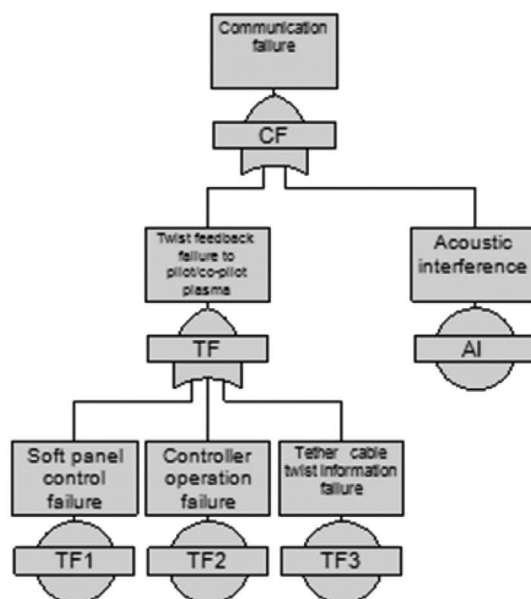 Communication
failure
CF
Twist feedback
failure to
pilot/co-pilot
plasma
Acoustic
interference
TF
AI
Soft panel
control
failure
Controller
operation
failure
Tether cable
twist information
failure
TF1
TF2
TF3